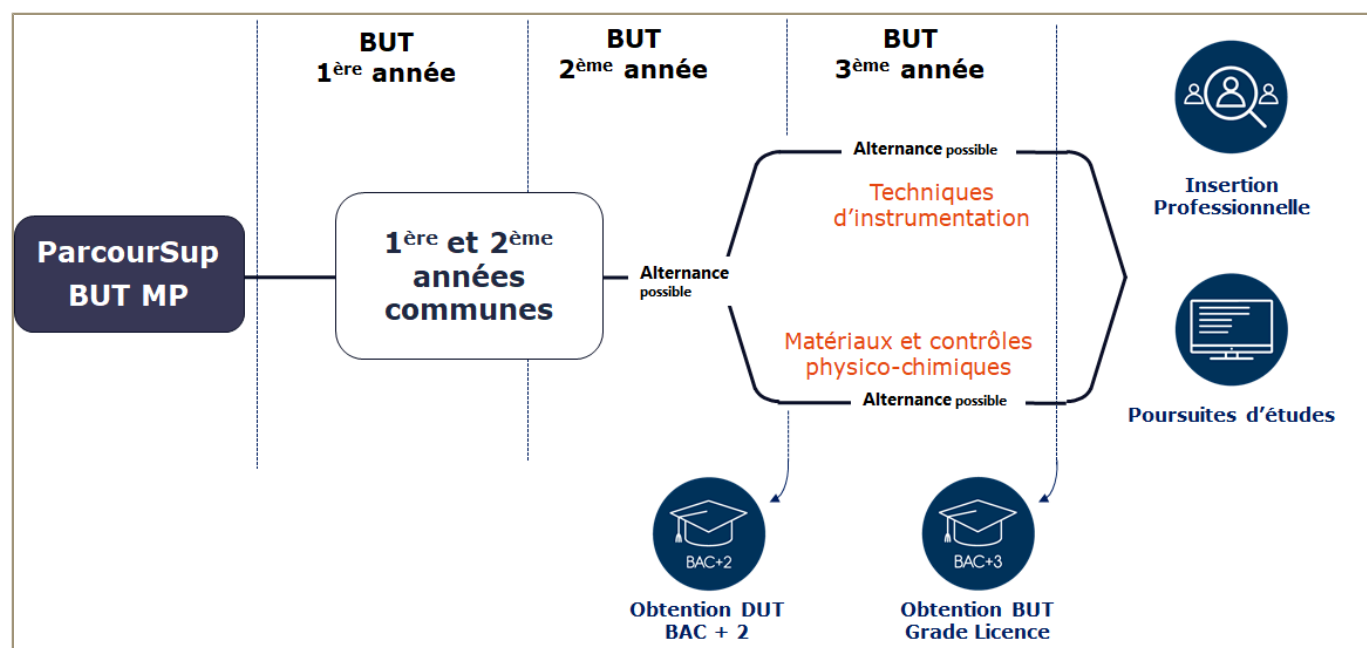 BUT
1ère année
BUT
2ème année
BUT
3ème année
ParcourSup
BUT MP
1ère et 2ème
années
communes
Alternance
possible
Alternance possible
Techniques
d'instrumentation
Matériaux et contrôles
physico-chimiques
Alternance possible
Insertion
Professionnelle
Poursuites d'études
BAC+2
Obtention DUT
BAC + 2
BAC+3
Obtention BUT
Grade Licence